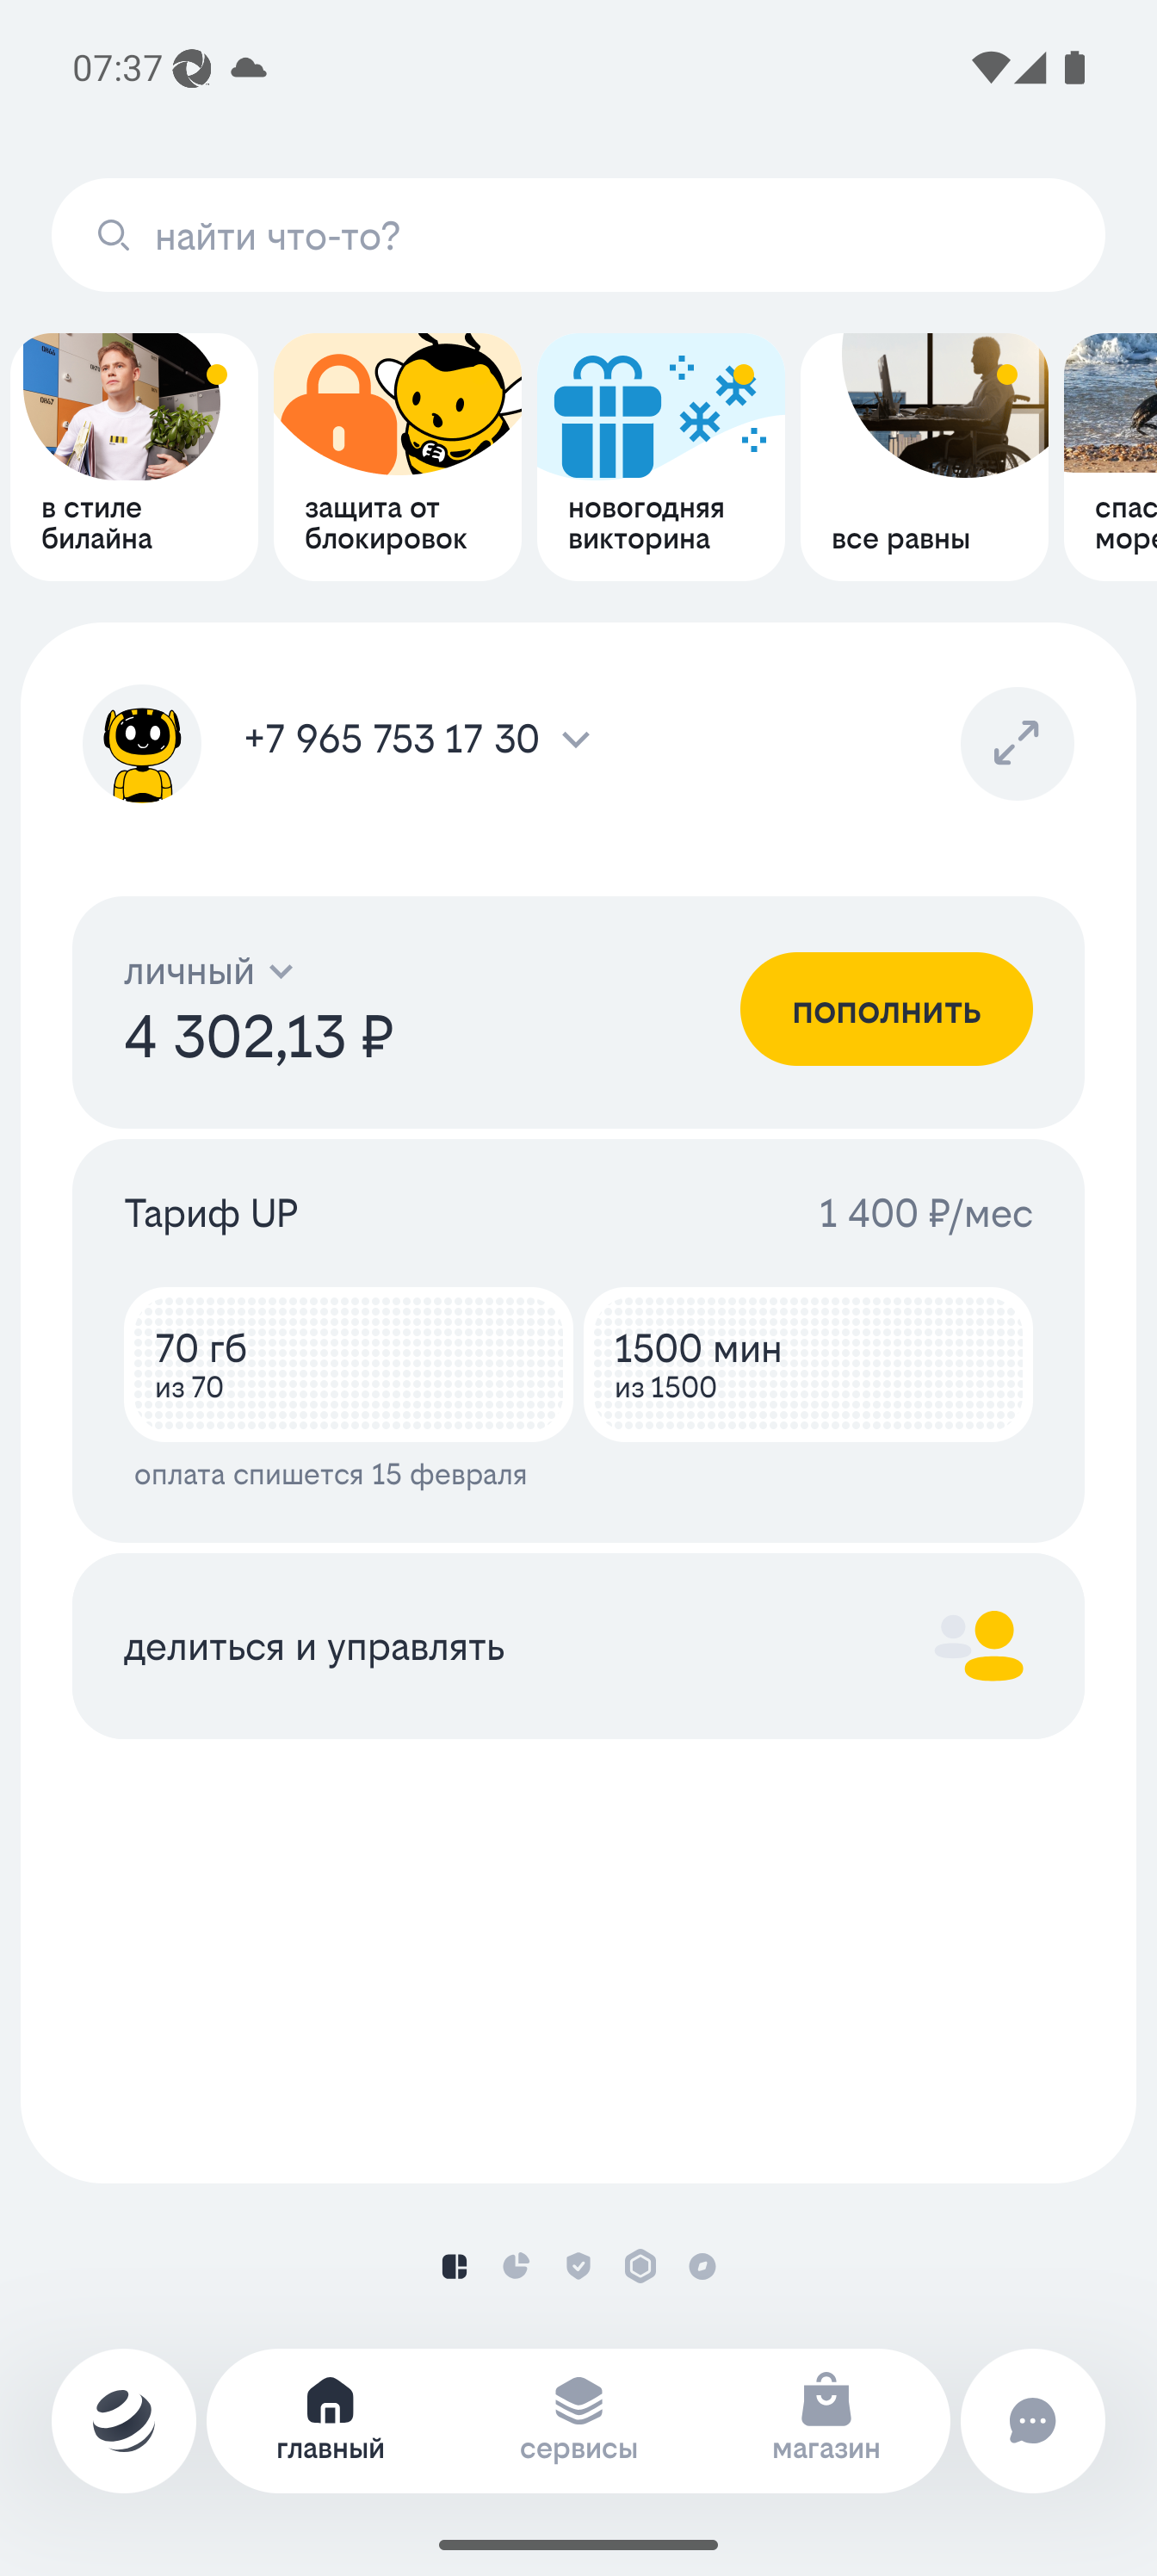 07:37
найти что-то?
в стиле
билайна
защита от
блокировок
новогодняя
викторина
все равны
спас
море
+7 965 753 17 30
личный
4 302,13 ₽
пополнить
Тариф UP
1 400 ₽/мес
70 гб
из 70
1500 мин
из 1500
оплата спишется 15 февраля
делиться и управлять
главный
сервисы
магазин